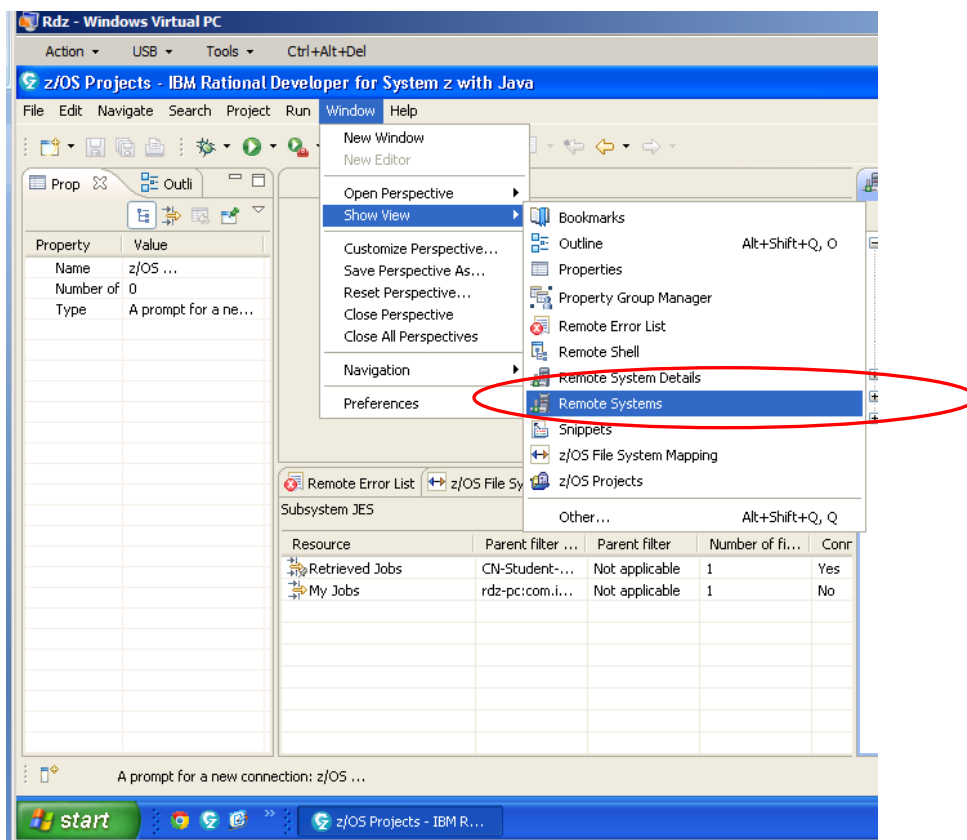 Rdz - Windows Virtual PC
Action USB Tools Ctrl+Alt+Del
z/OS Projects - IBM Rational Developer for System z with Java
File Edit Navigate Search Project Run Window Help
Prop Outli
Property Value
Name z/OS ...
Number of 0
Type A prompt for a ne...
New Window
New Editor
Open Perspective
Show View
Customize Perspective...
Save Perspective As...
Reset Perspective...
Close Perspective
Close All Perspectives
Navigation
Preferences
Bookmarks
Outline Alt+Shift+Q, O
Properties
Property Group Manager
Remote Error List
Remote Shell
Remote System Details
Remote Systems
Snippets
z/OS File System Mapping
z/OS Projects
Other... Alt+Shift+Q, Q
Remote Error List z/OS File Sy
Subsystem JES
Resource Parent filter ... Parent filter Number of fi... Conn
Retrieved Jobs CN-Student-... Not applicable 1 Yes
My Jobs rdz-pc:com.i... Not applicable 1 No
A prompt for a new connection: z/OS ...
start z/OS Projects - IBM R...